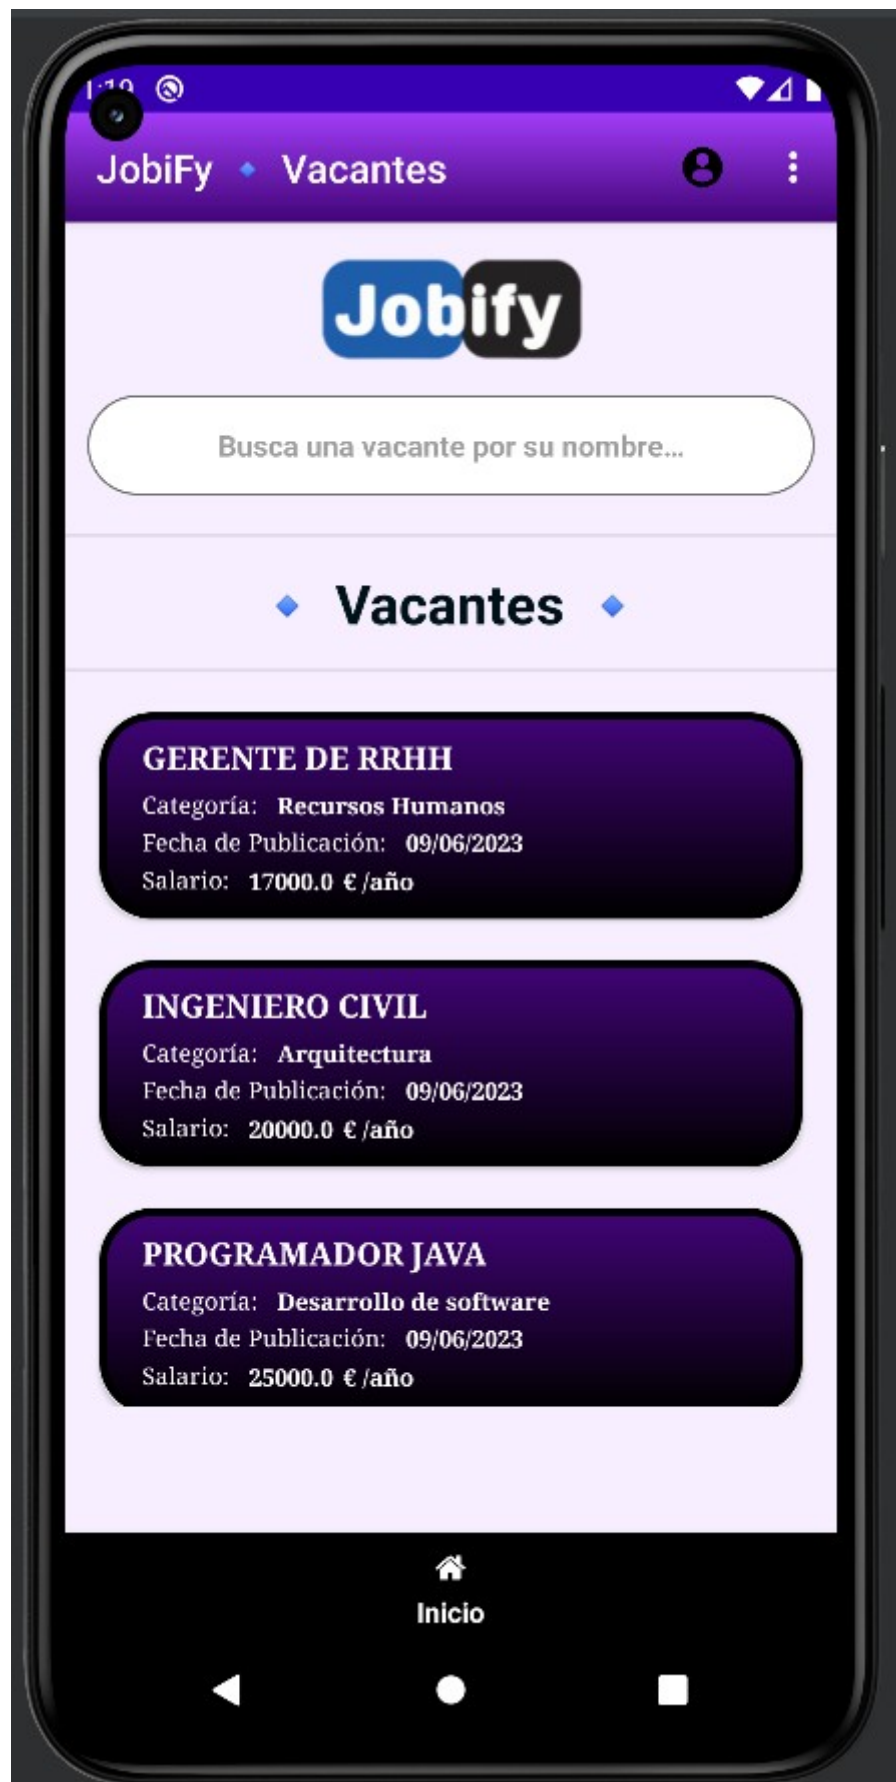 1:19
JobiFy 🔹 Vacantes
Jobify
Busca una vacante por su nombre...
🔹 Vacantes 🔹
GERENTE DE RRHH
Categoría: Recursos Humanos
Fecha de Publicación: 09/06/2023
Salario: 17000.0 €/año
INGENIERO CIVIL
Categoría: Arquitectura
Fecha de Publicación: 09/06/2023
Salario: 20000.0 €/año
PROGRAMADOR JAVA
Categoría: Desarrollo de software
Fecha de Publicación: 09/06/2023
Salario: 25000.0 €/año
Inicio